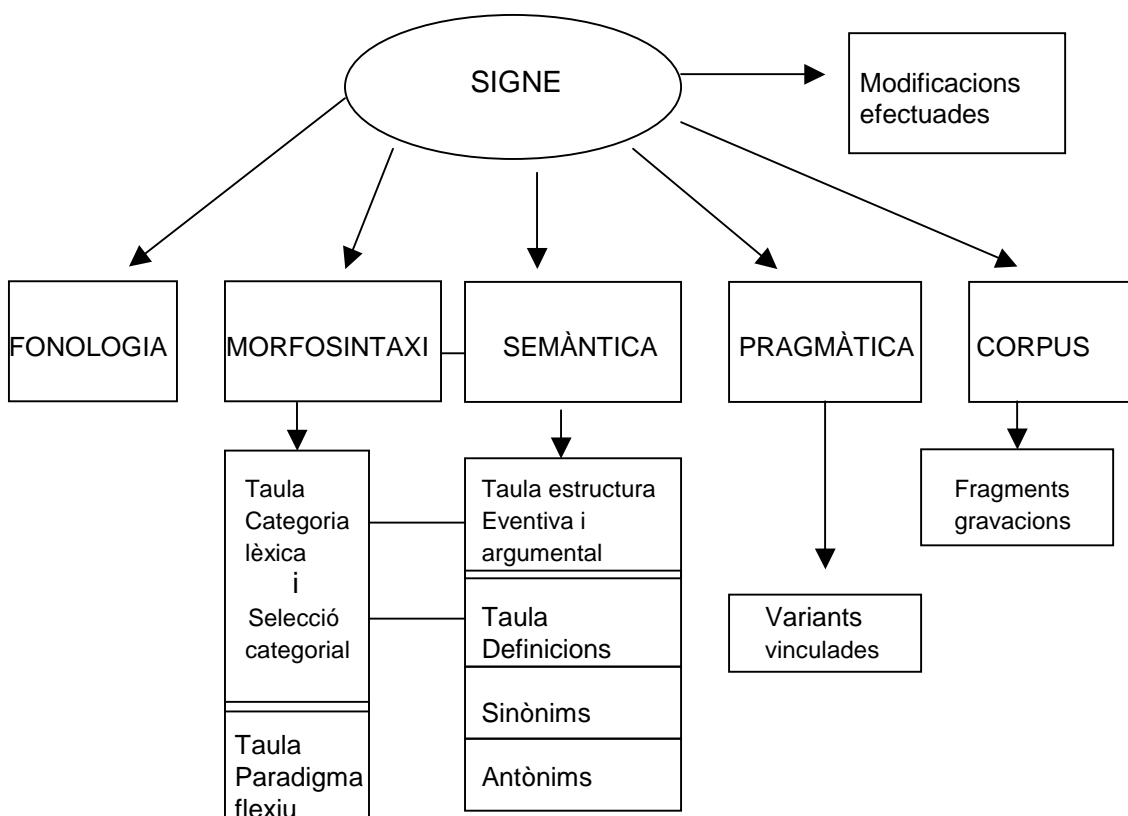 SIGNE
Modificacions
efectuades
FONOLOGIA
MORFOSINTAXI
SEMÀNTICA
PRAGMÀTICA
CORPUS
Taula
Categoria
lèxica
i
Selecció
categorial
Taula
Paradigma
flexiu
Taula estructura
Eventiva i
argumental
Taula
Definicions
Sinònims
Antònims
Variants
vinculades
Fragments
gravacions